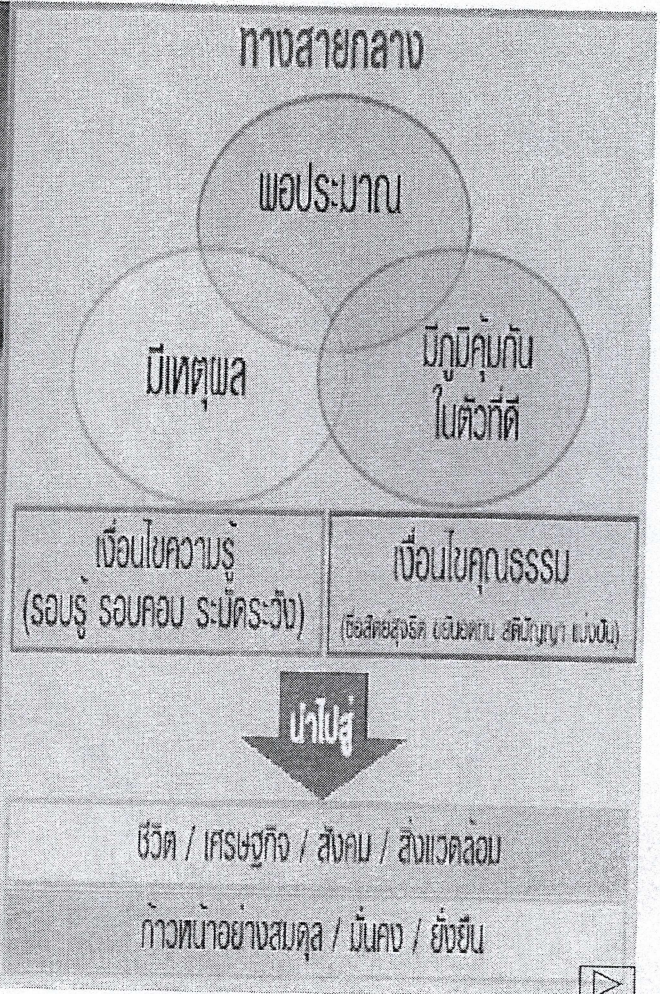 ทางสายกลาง
พอประมาณ
มีเหตุผล
มีภูมิคุ้มกัน
ในตัวที่ดี
เงื่อนไขความรู้
(รอบรู้ รอบคอบ ระมัดระวัง)
เงื่อนไขคุณธรรม
(ซื่อสัตย์สุจริต ขยันอดทน สติปัญญา แบ่งปัน)
นำไปสู่
ชีวิต / เศรษฐกิจ / สังคม / สิ่งแวดล้อม
ก้าวหน้าอย่างสมดุล / มั่นคง / ยั่งยืน